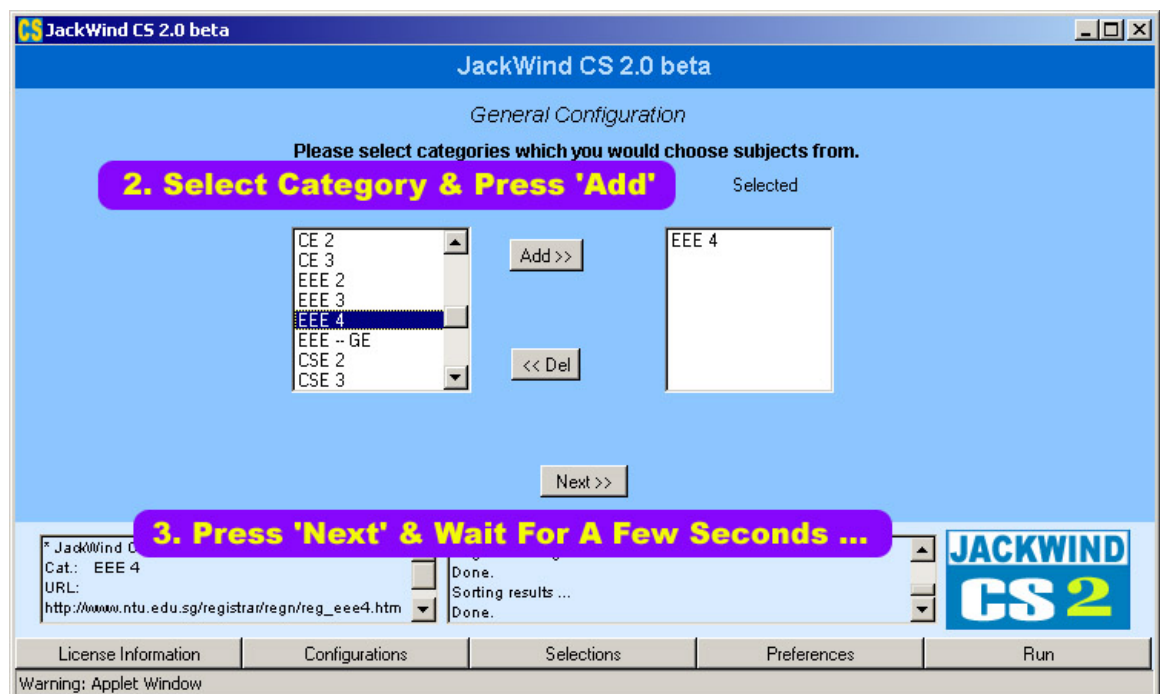 CS JackWind CS 2.0 beta
JackWind CS 2.0 beta
General Configuration
Please select categories which you would choose subjects from.
2. Select Category & Press 'Add'
Selected
CE 2
CE 3
EEE 2
EEE 3
EEE 4
EEE -- GE
CSE 2
CSE 3
Add >>
<< Del
EEE 4
Next >>
3. Press 'Next' & Wait For A Few Seconds ...
* JackWind C
Cat.: EEE 4
URL:
http://www.ntu.edu.sg/registrar/regn/reg_eee4.htm
Done.
Sorting results ...
Done.
JACKWIND
CS 2
License Information
Configurations
Selections
Preferences
Run
Warning: Applet Window